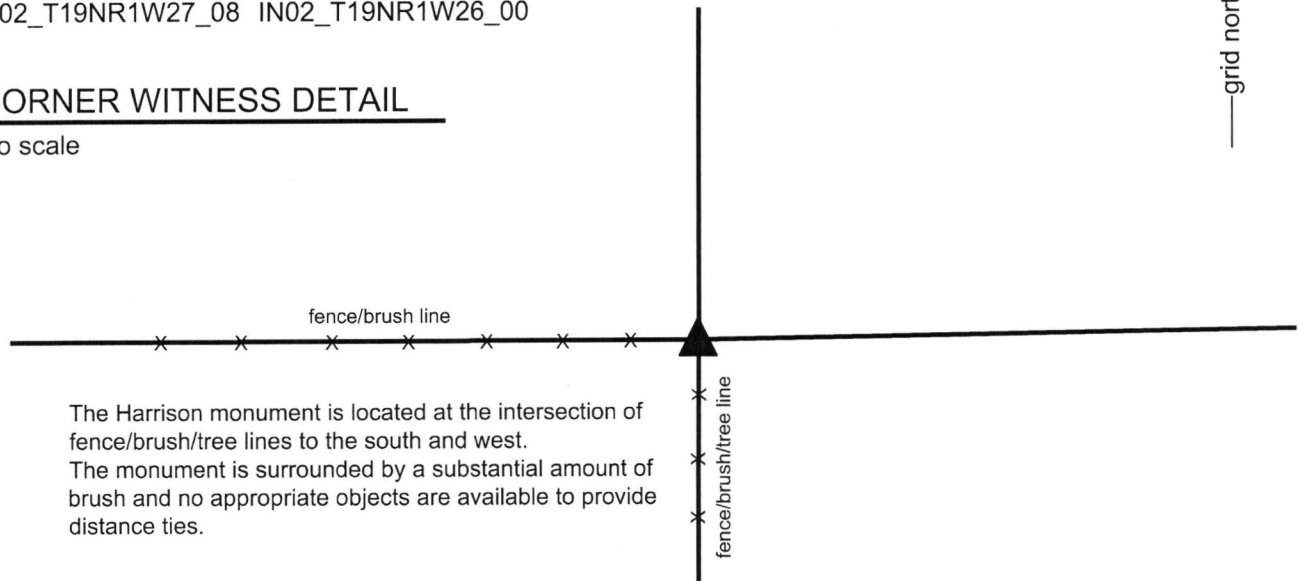 02_T19NR1W27_08 IN02_T19NR1W26_00
ORNER WITNESS DETAIL
o scale
grid nor
fence/brush line
The Harrison monument is located at the intersection of
fence/brush/tree lines to the south and west.
The monument is surrounded by a substantial amount of
brush and no appropriate objects are available to provide
distance ties.
fence/brush/tree line